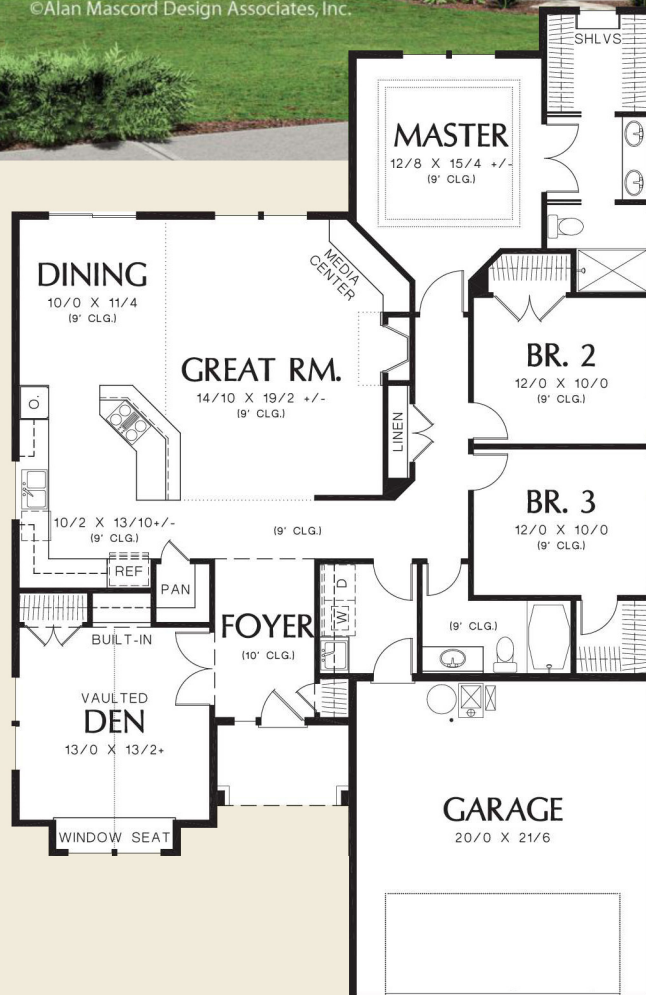 ©Alan Mascord Design Associates, Inc.
SHLVS
MASTER
12/8 X 15/4 +/-
(9' CLG.)
DINING
10/0 X 11/4
(9' CLG.)
MEDIA
CENTER
GREAT RM.
14/10 X 19/2 +/-
(9' CLG.)
BR. 2
12/0 X 10/0
(9' CLG.)
O.
LINEN
BR. 3
12/0 X 10/0
(9' CLG.)
10/2 X 13/10+/-
(9' CLG.)
(9' CLG.)
REF
PAN
BUILT-IN
FOYER
(10' CLG.)
D
W
(9' CLG.)
VAULTED
DEN
13/0 X 13/2+
WINDOW SEAT
GARAGE
20/0 X 21/6